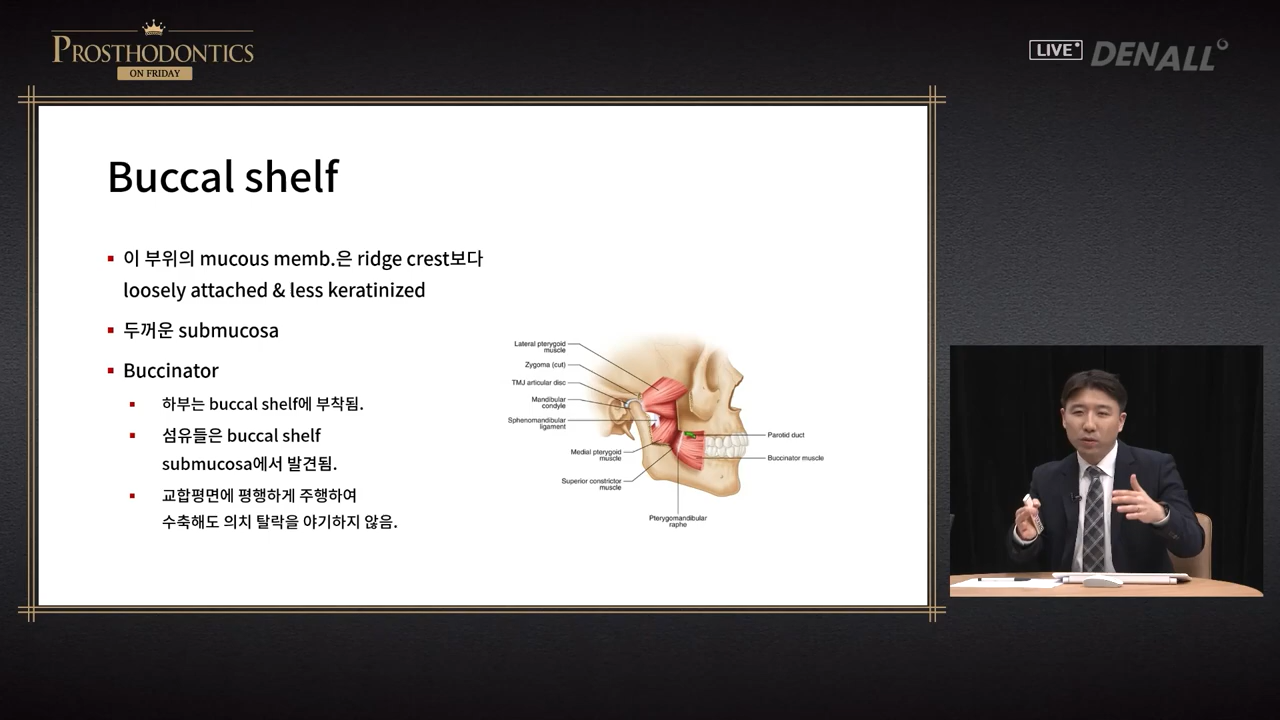 PROSTHODONTICS
ON FRIDAY
LIVE
DENALL
Buccal shelf
이 부위의 mucous memb.은 ridge crest보다
loosely attached & less keratinized
두꺼운 submucosa
Buccinator
하부는 buccal shelf에 부착됨.
섬유들은 buccal shelf
submucosa에서 발견됨.
교합평면에 평행하게 주행하여
수축해도 의치 탈락을 야기하지 않음.
Lateral pterygoid
muscle
Zygoma (cut)
TMJ articular disc
Mandibular
condyle
Sphenomandibular
ligament
Medial pterygoid
muscle
Superior constrictor
muscle
Pterygomandibular
raphe
Parotid duct
Buccinator muscle